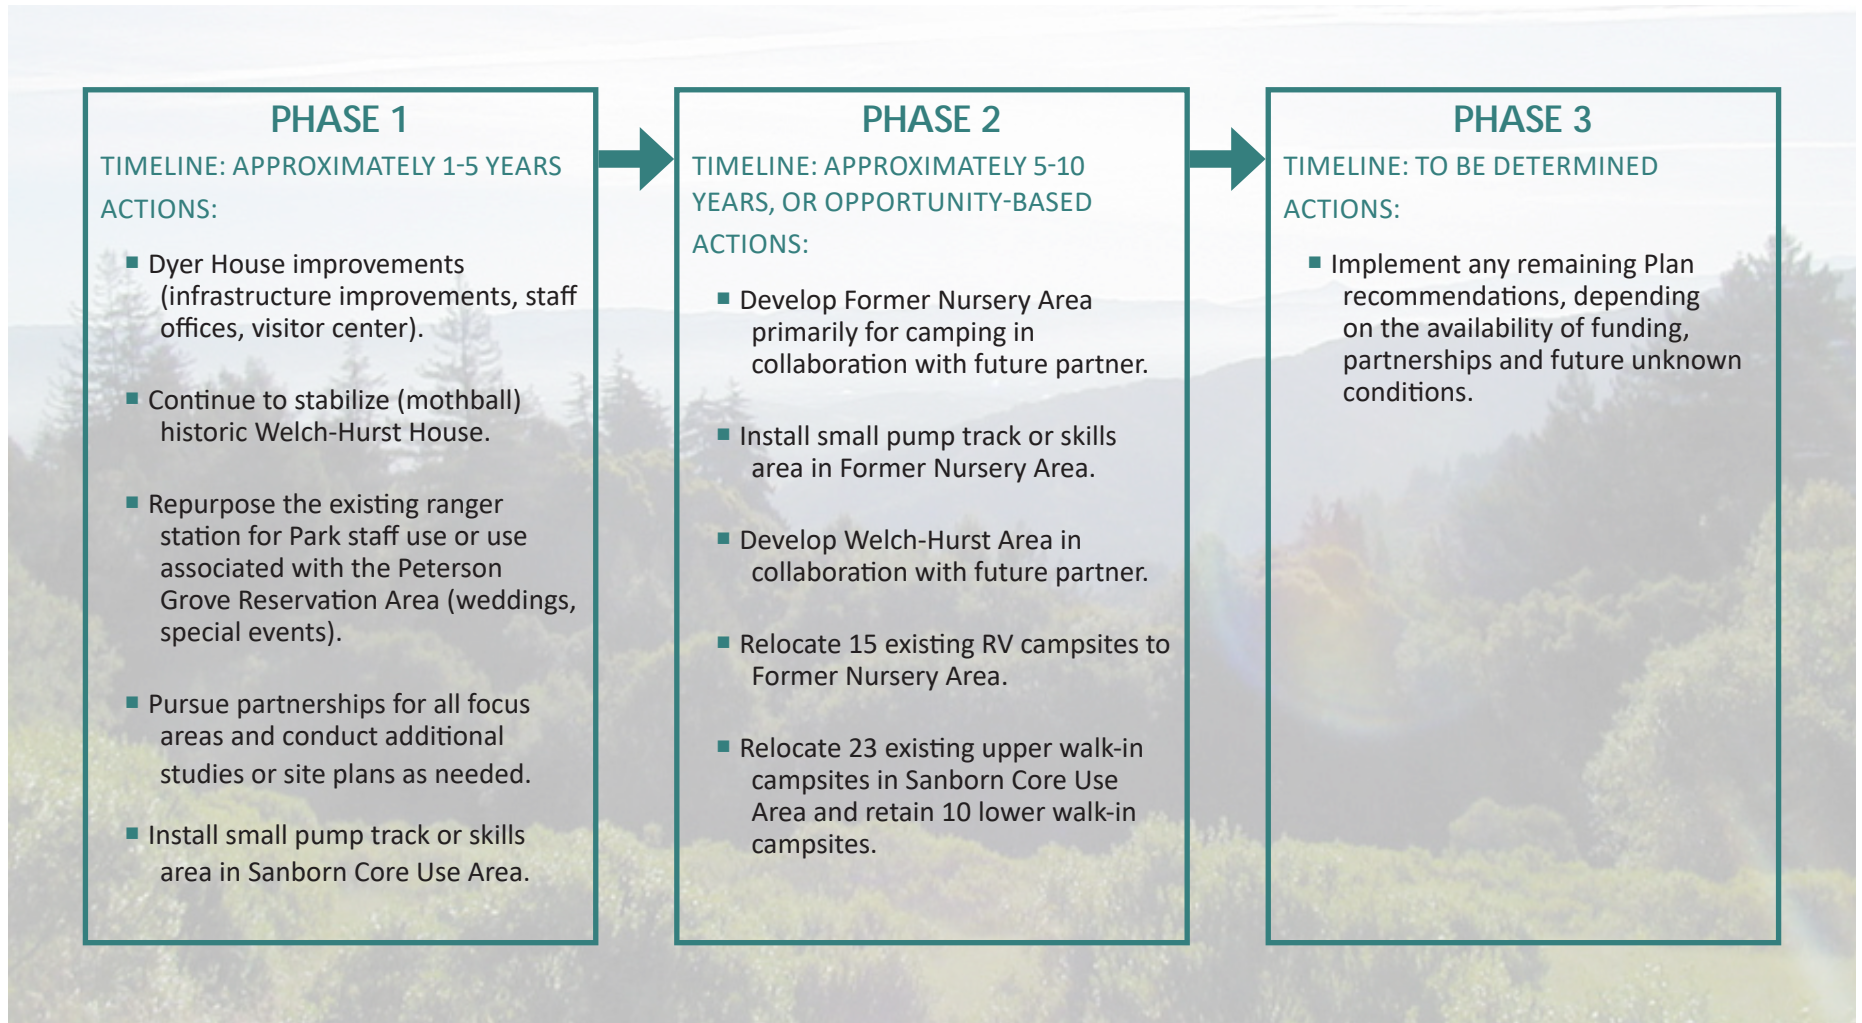 PHASE 1
TIMELINE: APPROXIMATELY 1-5 YEARS
ACTIONS:
■ Dyer House improvements
(infrastructure improvements, staff
offices, visitor center).
■ Continue to stabilize (mothball)
historic Welch-Hurst House.
■ Repurpose the existing ranger
station for Park staff use or use
associated with the Peterson
Grove Reservation Area (weddings,
special events).
■ Pursue partnerships for all focus
areas and conduct additional
studies or site plans as needed.
■ Install small pump track or skills
area in Sanborn Core Use Area.
PHASE 2
TIMELINE: APPROXIMATELY 5-10
YEARS, OR OPPORTUNITY-BASED
ACTIONS:
■ Develop Former Nursery Area
primarily for camping in
collaboration with future partner.
■ Install small pump track or skills
area in Former Nursery Area.
■ Develop Welch-Hurst Area in
collaboration with future partner.
■ Relocate 15 existing RV campsites to
Former Nursery Area.
■ Relocate 23 existing upper walk-in
campsites in Sanborn Core Use
Area and retain 10 lower walk-in
campsites.
PHASE 3
TIMELINE: TO BE DETERMINED
ACTIONS:
■ Implement any remaining Plan
recommendations, depending
on the availability of funding,
partnerships and future unknown
conditions.